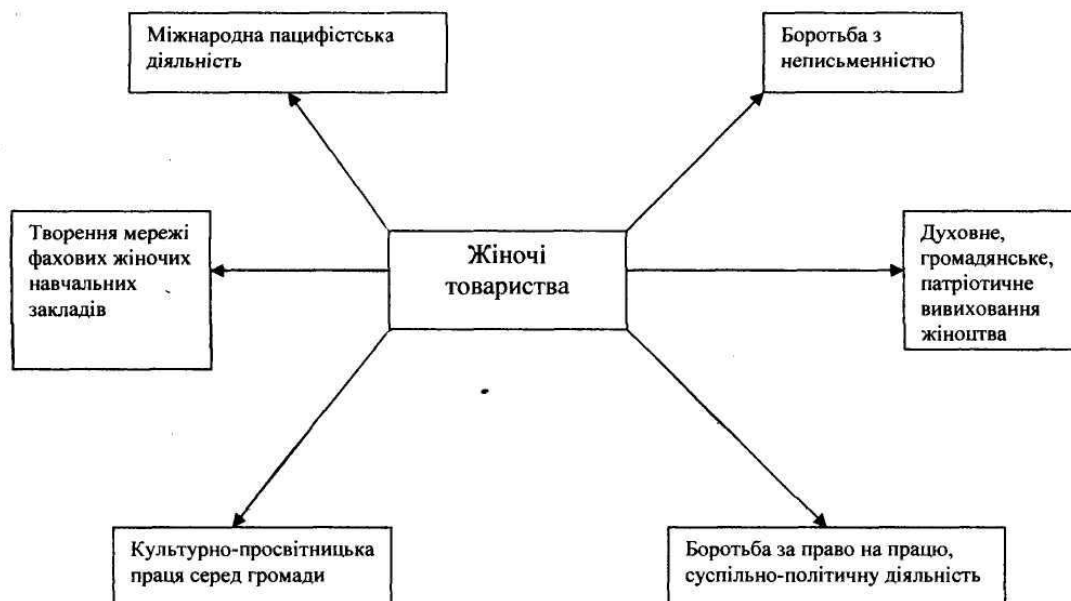 Міжнародна пацифістська
діяльність
Боротьба з
неписьменністю
Творення мережі
фахових жіночих
навчальних
закладів
Жіночі
товариства
Духовне,
громадянське,
патріотичне
вивиховання
жіноцтва
Культурно-просвітницька
праця серед громади
Боротьба за право на працю,
суспільно-політичну діяльність